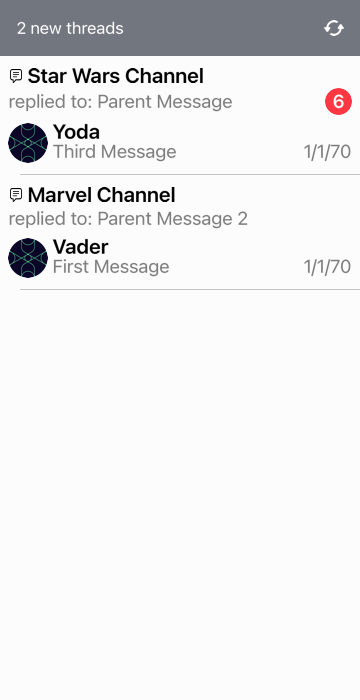 2 new threads
Star Wars Channel
replied to: Parent Message
6
Yoda
Third Message
1/1/70
Marvel Channel
replied to: Parent Message 2
Vader
First Message
1/1/70